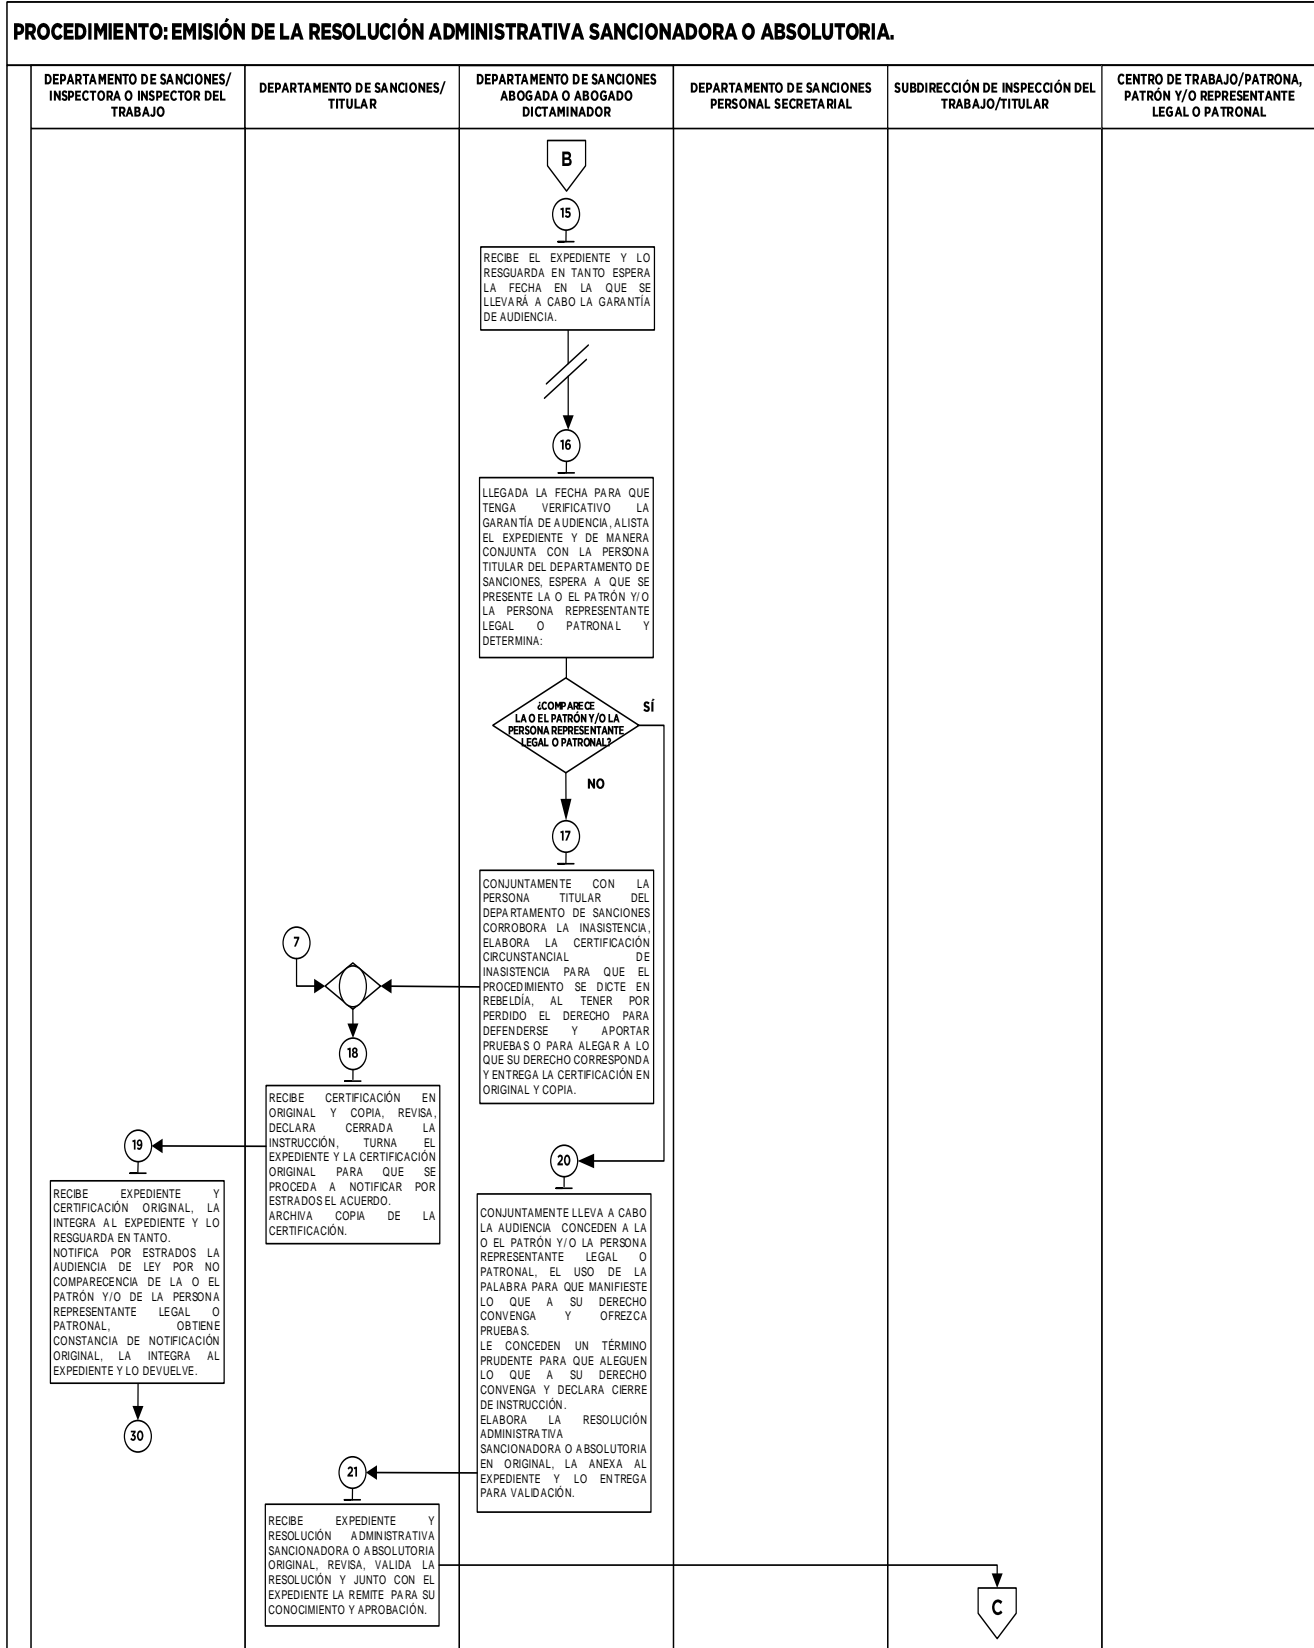 PROCEDIMIENTO: EMISIÓN DE LA RESOLUCIÓN ADMINISTRATIVA SANCIONADORA O ABSOLUTORIA.
DEPARTAMENTO DE SANCIONES/
INSPECTORA O INSPECTOR DEL
TRABAJO
DEPARTAMENTO DE SANCIONES/
TITULAR
DEPARTAMENTO DE SANCIONES
ABOGADA O ABOGADO
DICTAMINADOR
DEPARTAMENTO DE SANCIONES
PERSONAL SECRETARIAL
SUBDIRECCIÓN DE INSPECCIÓN DEL
TRABAJO/TITULAR
CENTRO DE TRABAJO/PATRONA,
PATRÓN Y/O REPRESENTANTE
LEGAL O PATRONAL
B
15
RECIBE EL EXPEDIENTE Y LO
RESGUARDA EN TANTO ESPERA
LA FECHA EN LA QUE SE
LLEVARÁ A CABO LA GARANTÍA
DE AUDIENCIA.
16
LLEGADA LA FECHA PARA QUE
TENGA VERIFICATIVO LA
GARANTÍA DE AUDIENCIA, ALISTA
EL EXPEDIENTE Y DE MANERA
CONJUNTA CON LA PERSONA
TITULAR DEL DEPARTAMENTO DE
SANCIONES, ESPERA A QUE SE
PRESENTE LA O EL PATRÓN Y/O
LA PERSONA REPRESENTANTE
LEGAL O PATRONAL Y
DETERMINA:
¿COMPARECE
LA O EL PATRÓN Y/O LA
PERSONA REPRESENTANTE
LEGAL O PATRONAL?
SÍ
NO
17
CONJUNTAMENTE CON LA
PERSONA TITULAR DEL
DEPARTAMENTO DE SANCIONES
CORROBORA LA INASISTENCIA,
ELABORA LA CERTIFICACIÓN
CIRCUNSTANCIAL DE
INASISTENCIA PARA QUE EL
PROCEDIMIENTO SE DICTE EN
REBELDÍA, AL TENER POR
PERDIDO EL DERECHO PARA
DEFENDERSE Y APORTAR
PRUEBAS O PARA ALEGAR A LO
QUE SU DERECHO CORRESPONDA
Y ENTREGA LA CERTIFICACIÓN EN
ORIGINAL Y COPIA.
7
18
RECIBE CERTIFICACIÓN EN
ORIGINAL Y COPIA, REVISA,
DECLARA CERRADA LA
INSTRUCCIÓN, TURNA EL
EXPEDIENTE Y LA CERTIFICACIÓN
ORIGINAL PARA QUE SE
PROCEDA A NOTIFICAR POR
ESTRADOS EL ACUERDO.
ARCHIVA COPIA DE LA
CERTIFICACIÓN.
19
RECIBE EXPEDIENTE Y
CERTIFICACIÓN ORIGINAL, LA
INTEGRA AL EXPEDIENTE Y LO
RESGUARDA EN TANTO.
NOTIFICA POR ESTRADOS LA
AUDIENCIA DE LEY POR NO
COMPARECENCIA DE LA O EL
PATRÓN Y/O DE LA PERSONA
REPRESENTANTE LEGAL O
PATRONAL, OBTIENE
CONSTANCIA DE NOTIFICACIÓN
ORIGINAL, LA INTEGRA AL
EXPEDIENTE Y LO DEVUELVE.
30
20
CONJUNTAMENTE LLEVA A CABO
LA AUDIENCIA CONCEDEN A LA
O EL PATRÓN Y/O LA PERSONA
REPRESENTANTE LEGAL O
PATRONAL, EL USO DE LA
PALABRA PARA QUE MANIFIESTE
LO QUE A SU DERECHO
CONVENGA Y OFREZCA
PRUEBAS.
LE CONCEDEN UN TÉRMINO
PRUDENTE PARA QUE ALEGUEN
LO QUE A SU DERECHO
CONVENGA Y DECLARA CIERRE
DE INSTRUCCIÓN.
ELABORA LA RESOLUCIÓN
ADMINISTRATIVA
SANCIONADORA O ABSOLUTORIA
EN ORIGINAL, LA ANEXA AL
EXPEDIENTE Y LO ENTREGA
PARA VALIDACIÓN.
21
RECIBE EXPEDIENTE Y
RESOLUCIÓN ADMINISTRATIVA
SANCIONADORA O ABSOLUTORIA
ORIGINAL, REVISA, VALIDA LA
RESOLUCIÓN Y JUNTO CON EL
EXPEDIENTE LA REMITE PARA SU
CONOCIMIENTO Y APROBACIÓN.
C